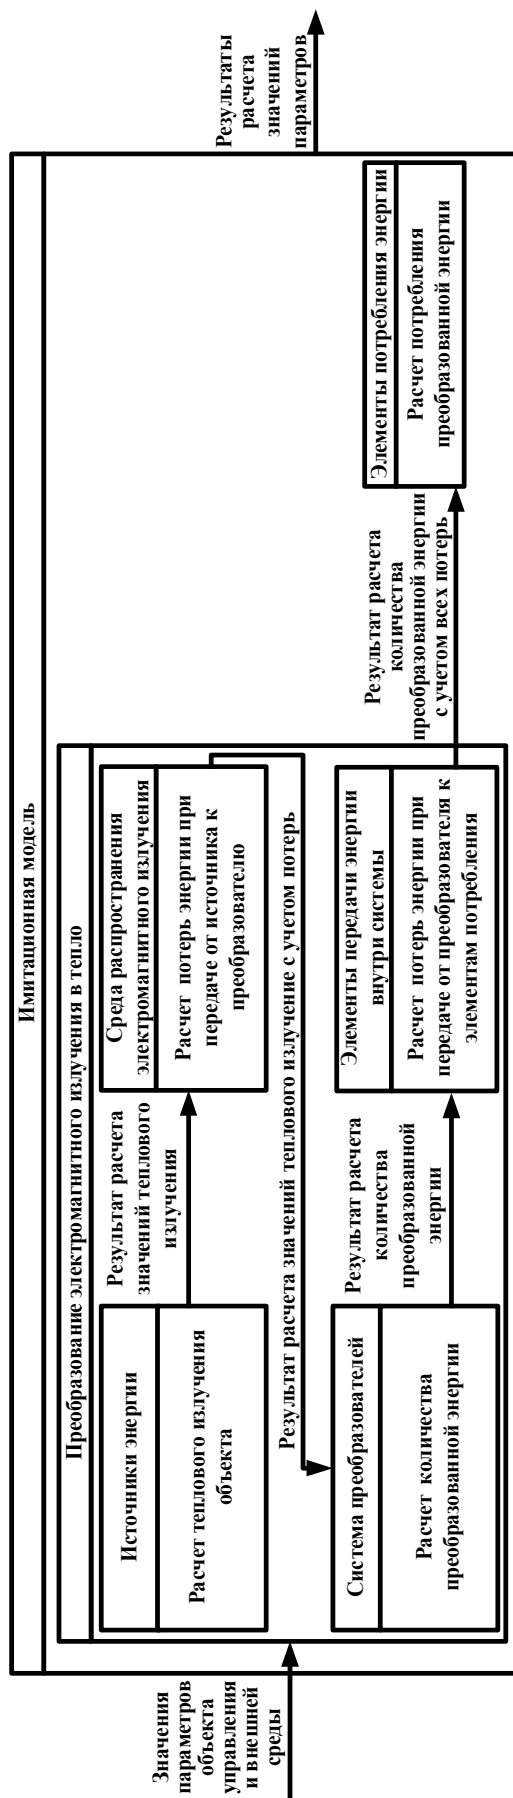 Имитационная модель
Преобразование электромагнитного излучения в тепло
Значения
параметров
объекта
управления
и внешней
среды
Источники энергии
Расчет теплового излучения
объекта
Результат расчета
значений теплового
излучения
Среда распространения
электромагнитного излучения
Расчет потерь энергии при
передаче от источника к
преобразователю
Результат расчета значений теплового излучение с учетом потерь
Система преобразователей
Расчет количества
преобразованной энергии
Результат расчета
количества
преобразованной
энергии
Элементы передачи энергии
внутри системы
Расчет потерь энергии при
передаче от преобразователя к
элементам потребления
Результат расчета
количества
преобразованной энергии
с учетом всех потерь
Элементы потребления энергии
Расчет потребления
преобразованной энергии
Результаты
расчета
значений
параметров